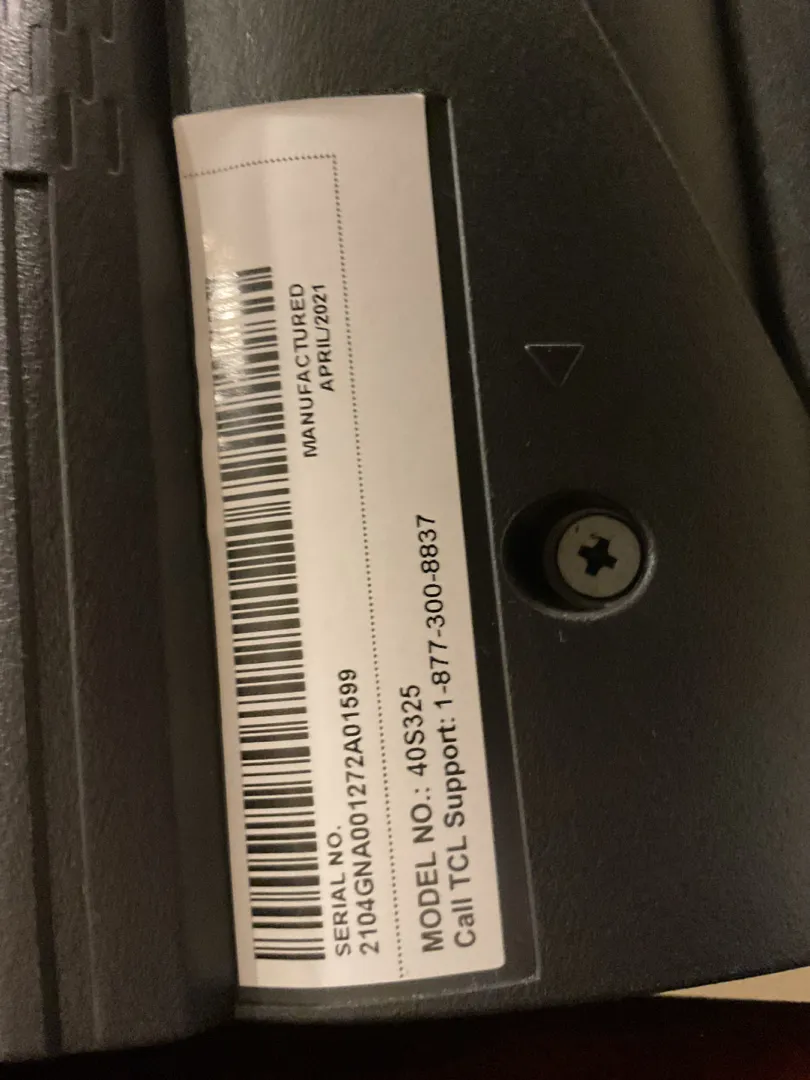 MANUFACTURED
APRIL/2021
SERIAL NO.
2104GNA001272A01599
MODEL NO.: 40S325
Call TCL Support: 1-877-300-8837